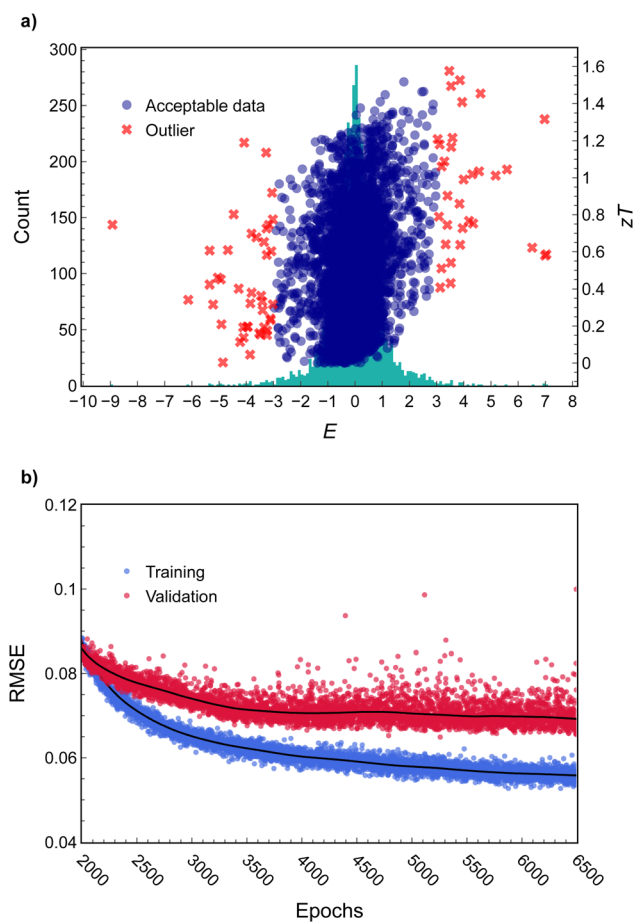 a)
300
250
200
150
100
50
0
Count
Acceptable data
Outlier
1.6
1.4
1.2
1
0.8
0.6
0.4
0.2
0
zT
−10 −9 −8 −7 −6 −5 −4 −3 −2 −1 0 1 2 3 4 5 6 7 8
E
b)
0.12
0.1
0.08
0.06
0.04
RMSE
Training
Validation
2000 2500 3000 3500 4000 4500 5000 5500 6000 6500
Epochs